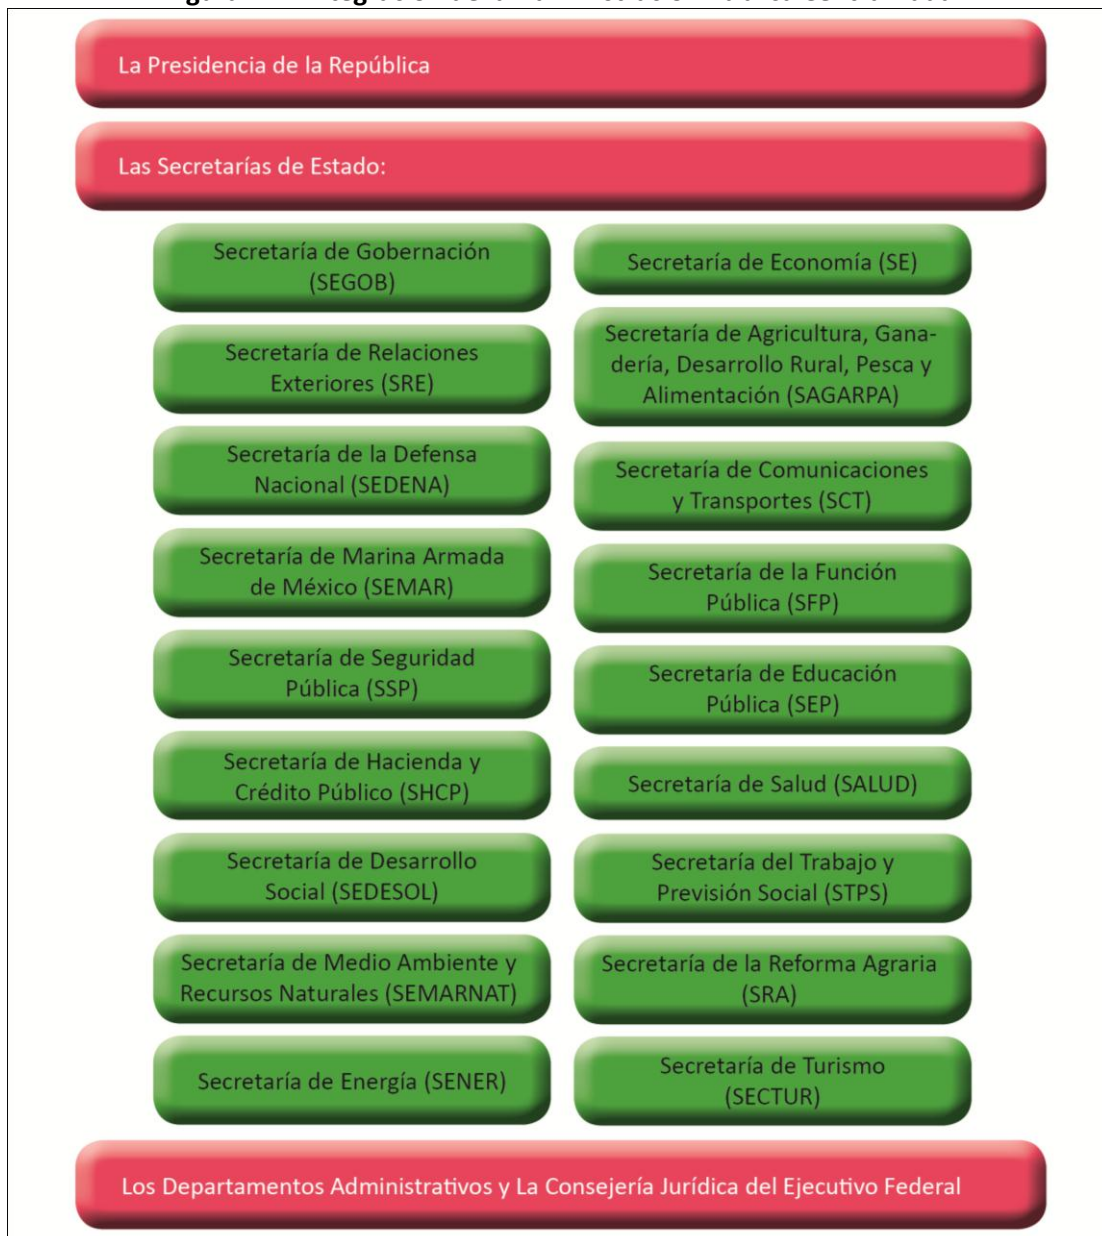 La Presidencia de la República
Las Secretarías de Estado:
Secretaría de Gobernación
(SEGOB)
Secretaría de Relaciones
Exteriores (SRE)
Secretaría de la Defensa
Nacional (SEDENA)
Secretaría de Marina Armada
de México (SEMAR)
Secretaría de Seguridad
Pública (SSP)
Secretaría de Hacienda y
Crédito Público (SHCP)
Secretaría de Desarrollo
Social (SEDESOL)
Secretaría de Medio Ambiente y
Recursos Naturales (SEMARNAT)
Secretaría de Energía (SENER)
Secretaría de Economía (SE)
Secretaría de Agricultura, Gana-
dería, Desarrollo Rural, Pesca y
Alimentación (SAGARPA)
Secretaría de Comunicaciones
y Transportes (SCT)
Secretaría de la Función
Pública (SFP)
Secretaría de Educación
Pública (SEP)
Secretaría de Salud (SALUD)
Secretaría del Trabajo y
Previsión Social (STPS)
Secretaría de la Reforma Agraria
(SRA)
Secretaría de Turismo
(SECTUR)
Los Departamentos Administrativos y La Consejería Jurídica del Ejecutivo Federal